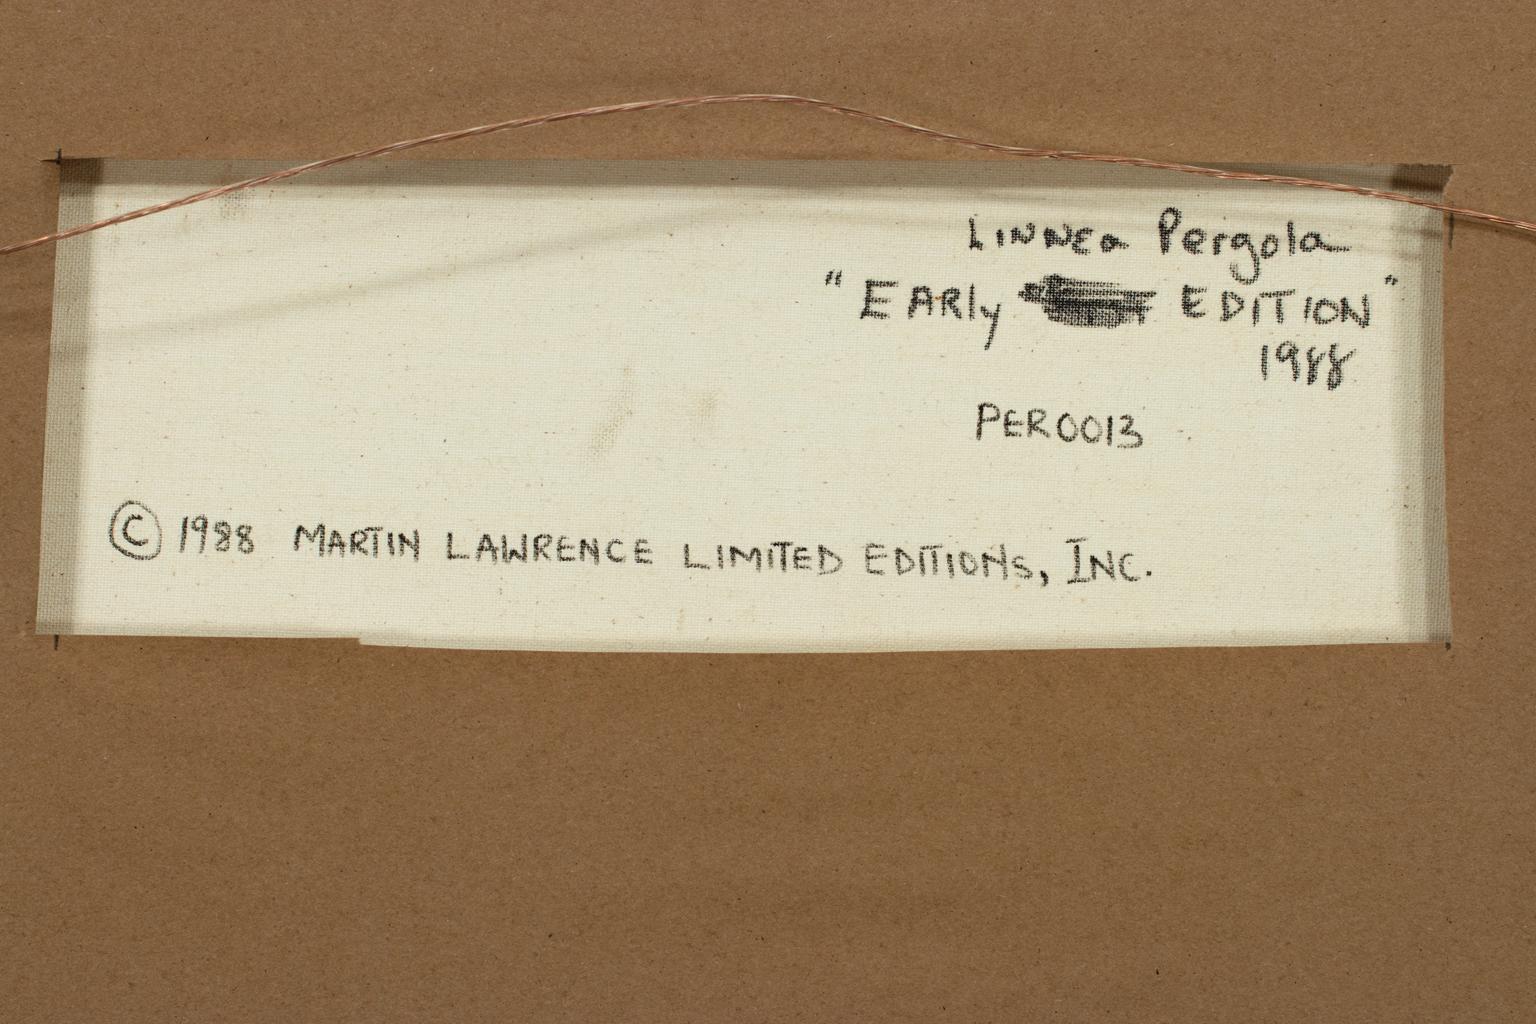 LINNEa Pergola
"EARly EDITION"
1988
PER0013
© 1988 MARTIN LAWRENCE LIMITED EDITIONs, INC.